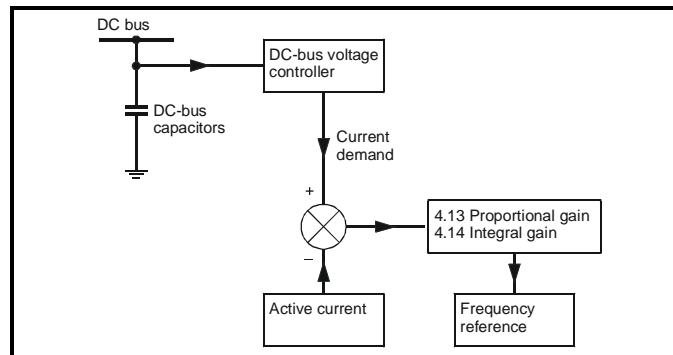 DC bus
DC-bus voltage
controller
DC-bus
capacitors
Current
demand
+
4.13 Proportional gain
4.14 Integral gain
–
Active current
Frequency
reference